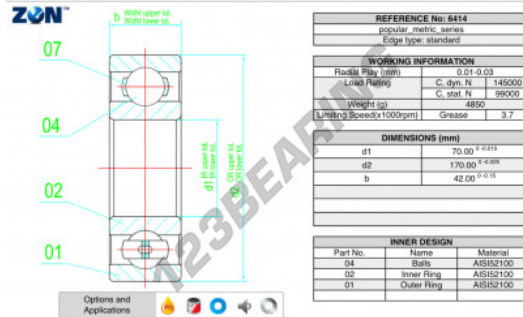 ZEN
b Width upper tol.
Width lower tol.
07
04
02
01
d1 IR upper tol.
IR lower tol.
d2 OR upper tol.
OR lower tol.
123BEARING
REFERENCE No: 6414
popular_metric_series
Edge type: standard
WORKING INFORMATION
Radial Play (mm) 0.01-0.03
Load Rating C, dyn. N 145000
C, stat. N 99000
Weight (g) 4850
Limiting Speed(x1000rpm) Grease 3.7
DIMENSIONS (mm)
d1 70.00 0 -0.015
d2 170.00 0 -0.025
b 42.00 0 -0.15
INNER DESIGN
Part No. Name Material
04 Balls AISI52100
02 Inner Ring AISI52100
01 Outer Ring AISI52100
Options and
Applications